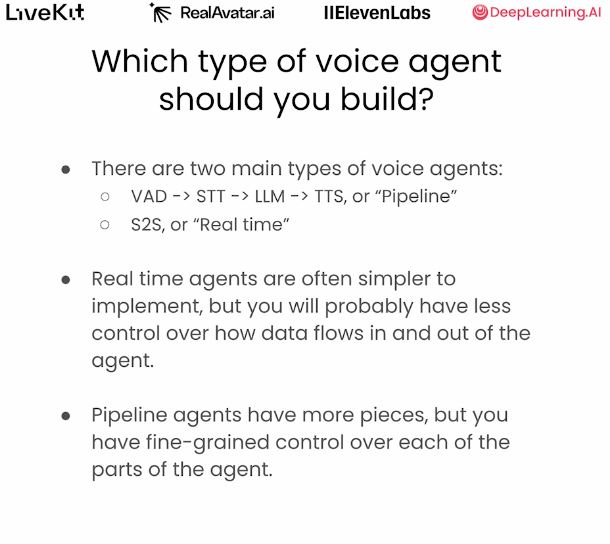 LiveKit RealAvatar.ai IIElevenLabs DeepLearning.AI
Which type of voice agent
should you build?
● There are two main types of voice agents:
○ VAD -> STT -> LLM -> TTS, or “Pipeline”
○ S2S, or “Real time”
● Real time agents are often simpler to
implement, but you will probably have less
control over how data flows in and out of the
agent.
● Pipeline agents have more pieces, but you
have fine-grained control over each of the
parts of the agent.